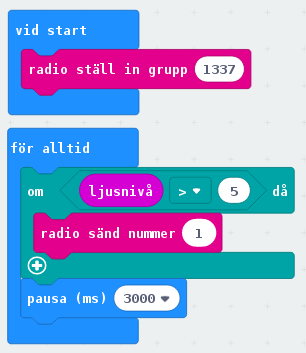 vid start
radio ställ in grupp 1337
för alltid
om ljusnivå > 5 då
radio sänd nummer 1
pausa (ms) 3000